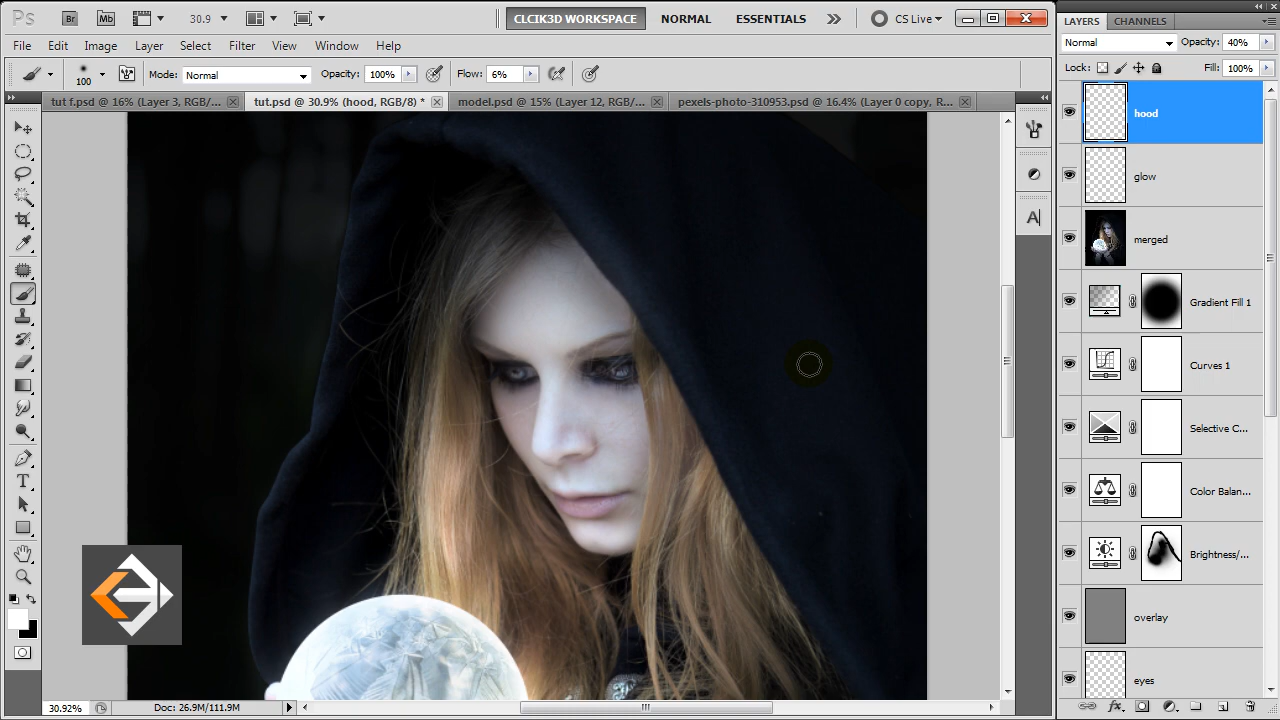 Ps
Br
Mb
30.9
CLCIK3D WORKSPACE
NORMAL
ESSENTIALS
CS Live
File Edit Image Layer Select Filter View Window Help
100
Mode: Normal
Opacity: 100%
Flow: 6%
tut f.psd @ 16% (Layer 3, RGB/...
tut.psd @ 30.9% (hood, RGB/8) *
model.psd @ 15% (Layer 12, RGB/...
pexels-photo-310953.psd @ 16.4% (Layer 0 copy, R...
LAYERS CHANNELS
Normal Opacity: 40%
Lock: Fill: 100%
hood
glow
merged
Gradient Fill 1
Curves 1
Selective C...
Color Balan...
Brightness/...
overlay
eyes
T
A
fx
30.92% Doc: 26.9M/111.9M